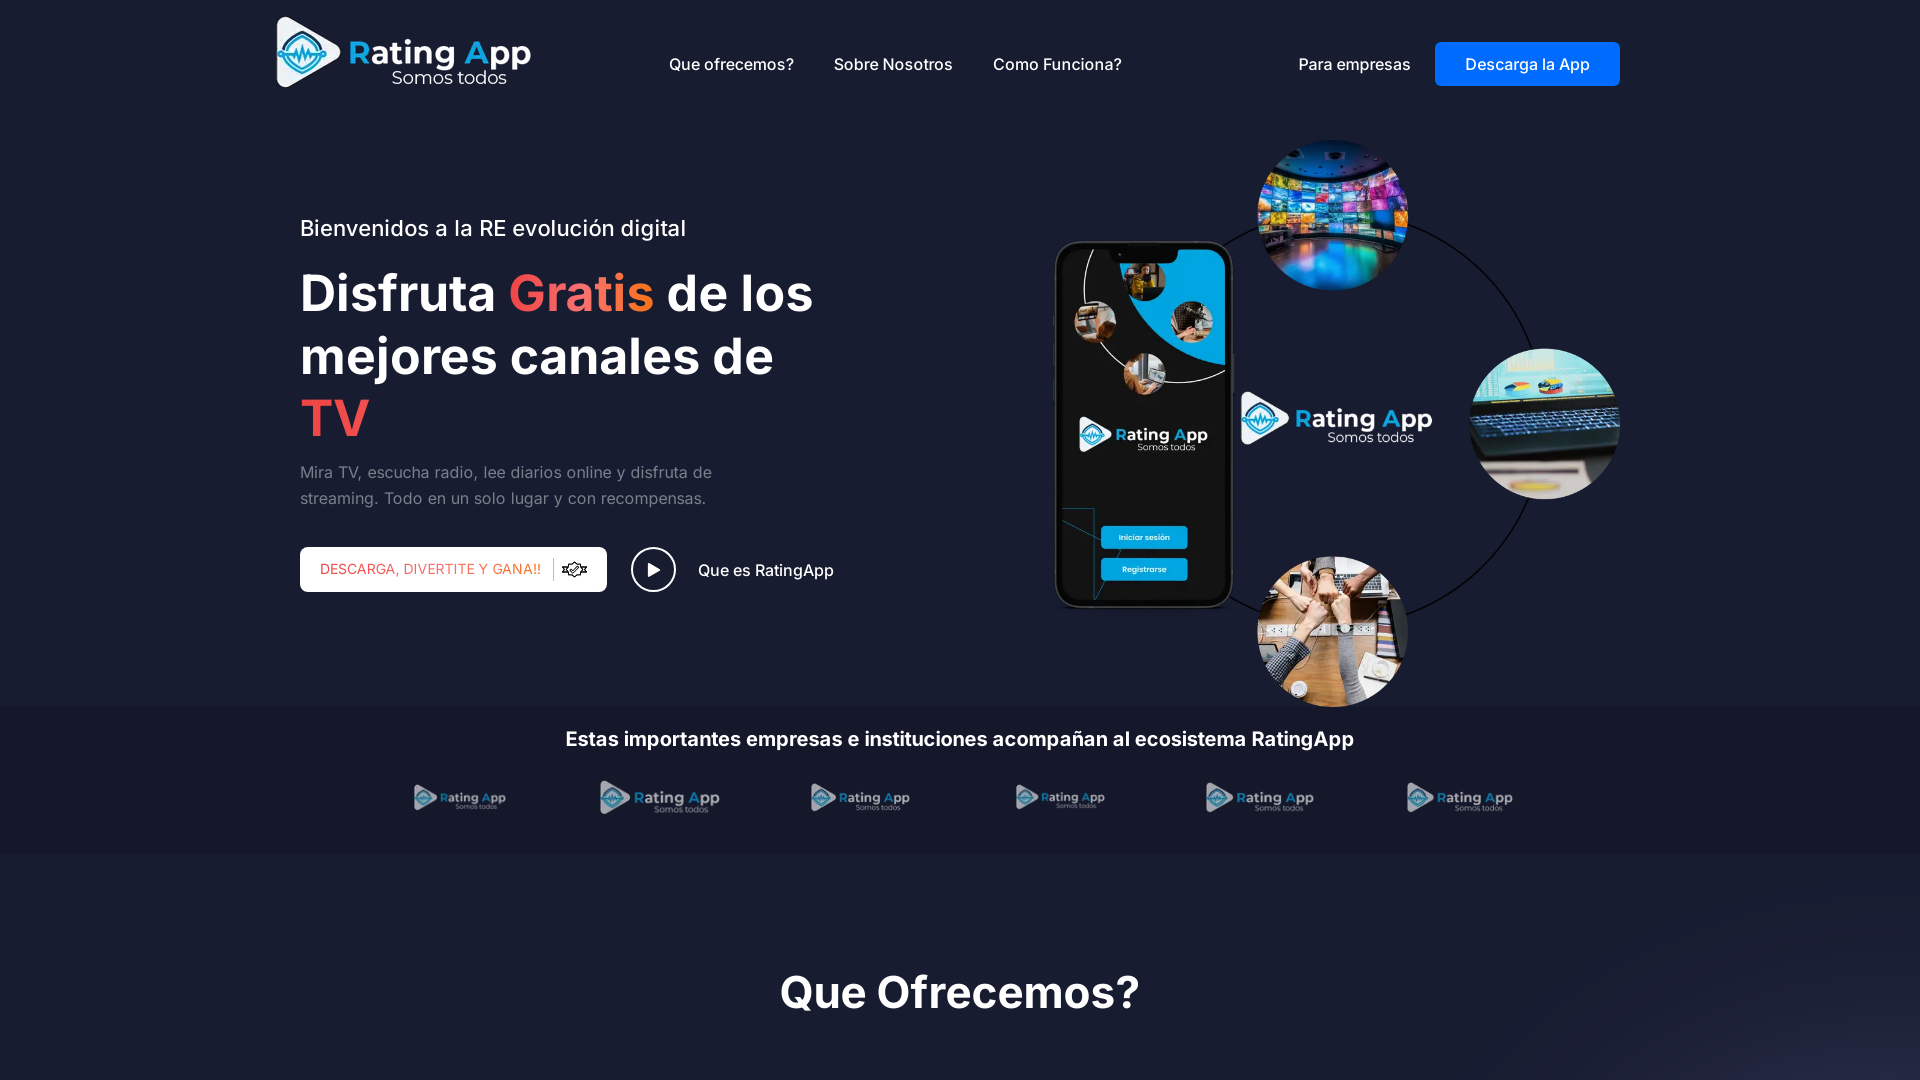 Rating App
Somos todos
Que ofrecemos?
Sobre Nosotros
Como Funciona?
Para empresas
Descarga la App
Bienvenidos a la RE evolución digital
Disfruta Gratis de los
mejores canales de
TV
Mira TV, escucha radio, lee diarios online y disfruta de
streaming. Todo en un solo lugar y con recompensas.
DESCARGA, DIVERTITE Y GANA!!
Que es RatingApp
Rating App
Somos todos
Iniciar sesión
Registrarse
Rating App
Somos todos
Estas importantes empresas e instituciones acompañan al ecosistema RatingApp
Rating App
Somos todos
Rating App
Somos todos
Rating App
Somos todos
Rating App
Somos todos
Rating App
Somos todos
Rating App
Somos todos
Que Ofrecemos?